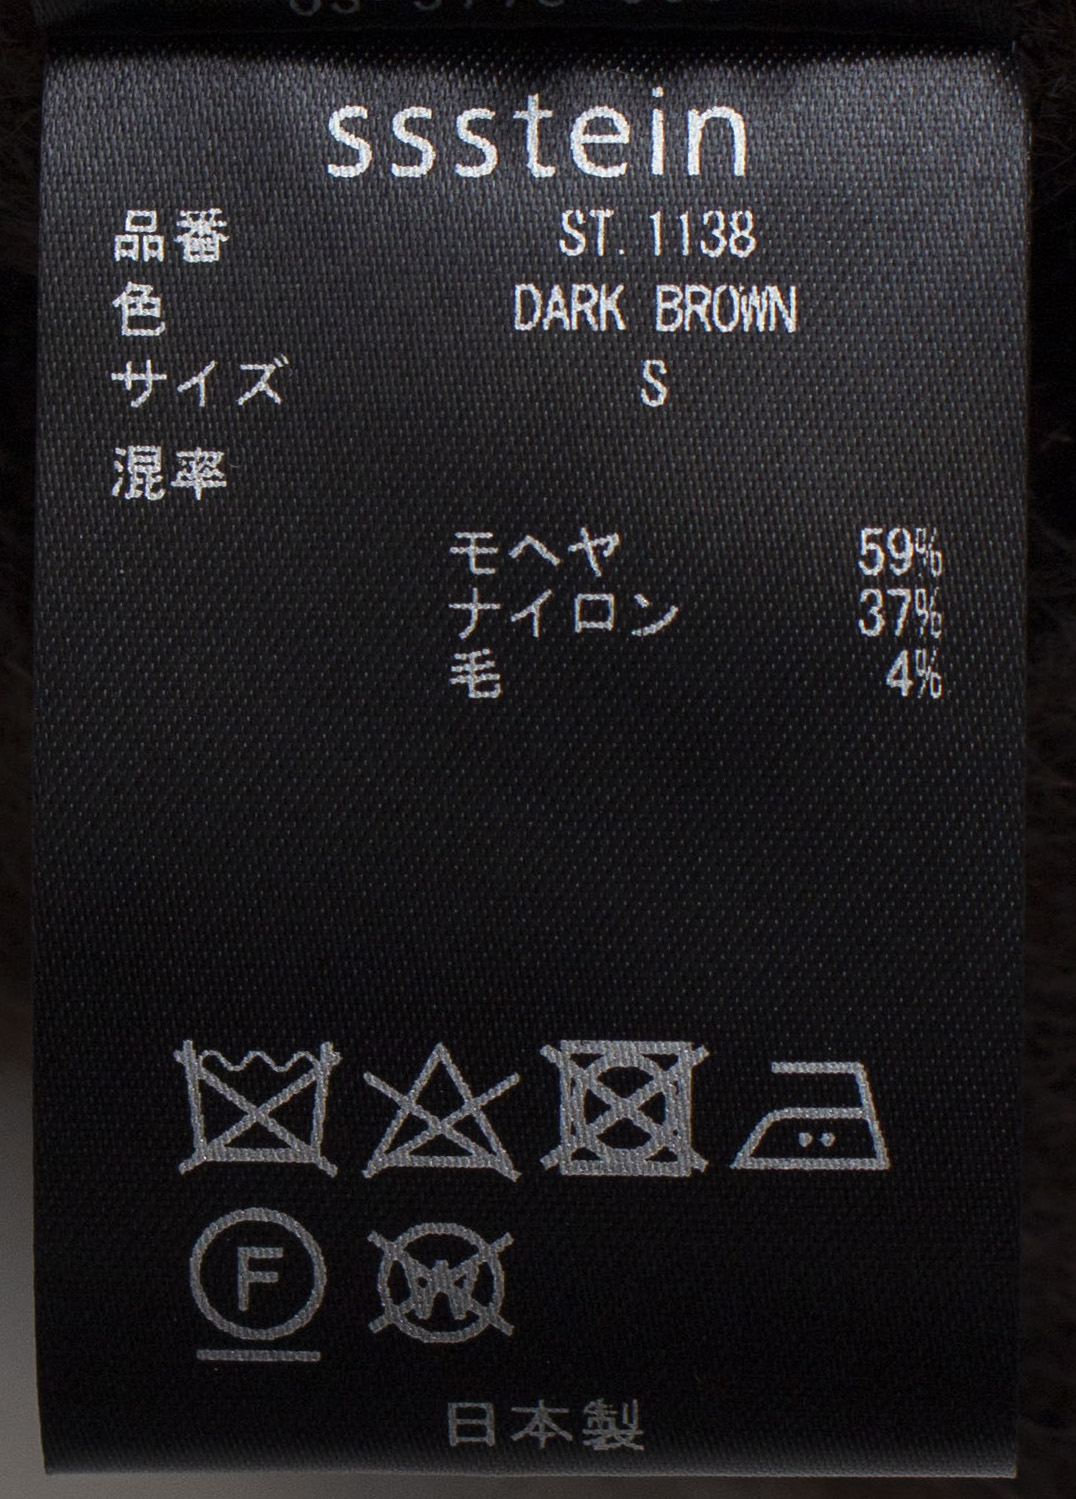 ssstein
品番 ST. 1138
色 DARK BROWN
サイズ S
混率
モヘヤ 59%
ナイロン 37%
毛 4%
F
W
日本製